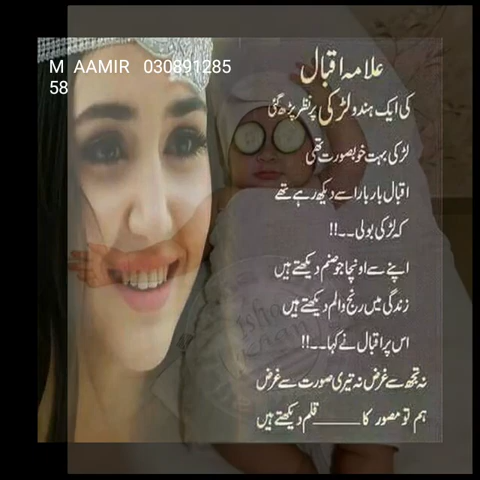 M AAMIR 030891285
58
علامہ اقبال
کی ایک ہندو لڑکی پر نظر پڑھ گئی
لڑکی بہت خوبصورت تھی
اقبال بار بار اسے دیکھ رہے تھے
کہ لڑکی بولی۔۔!!
اپنے سے اونچا جو صنم دیکھتے ہیں
زندگی میں رنج و الم دیکھتے ہیں
اس پر اقبال نے کہا۔۔!!
نہ تجھ سے غرض نہ تیری صورت سے غرض
ہم تو مصور کا ____ قلم دیکھتے ہیں